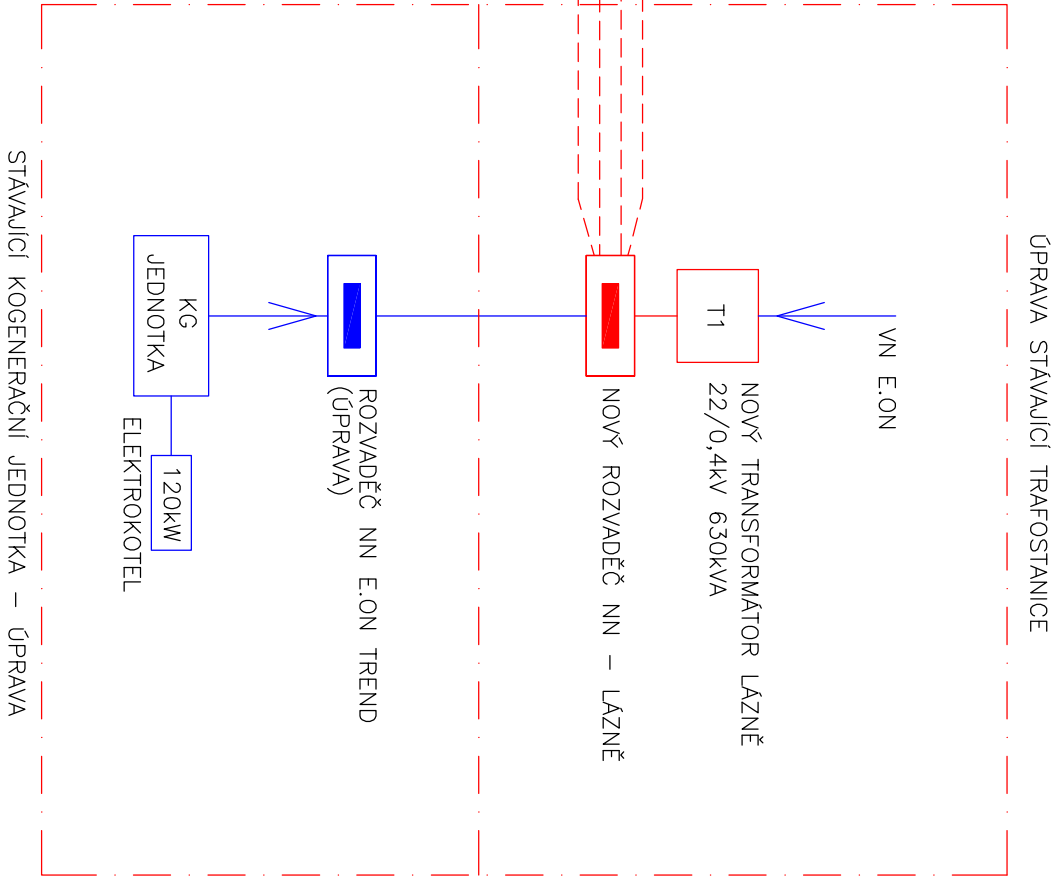 ÚPRAVA STÁVAJÍCÍ TRAFOSTANICE
VN E.ON
T1
NOVÝ TRANSFORMÁTOR LÁZNĚ
22/0,4kV 630kVA
NOVÝ ROZVADĚČ NN – LÁZNĚ
ROZVADĚČ NN E.ON TREND
(ÚPRAVA)
KG
JEDNOTKA
120kW
ELEKTROKOTEL
STÁVAJÍCÍ KOGENERAČNÍ JEDNOTKA – ÚPRAVA